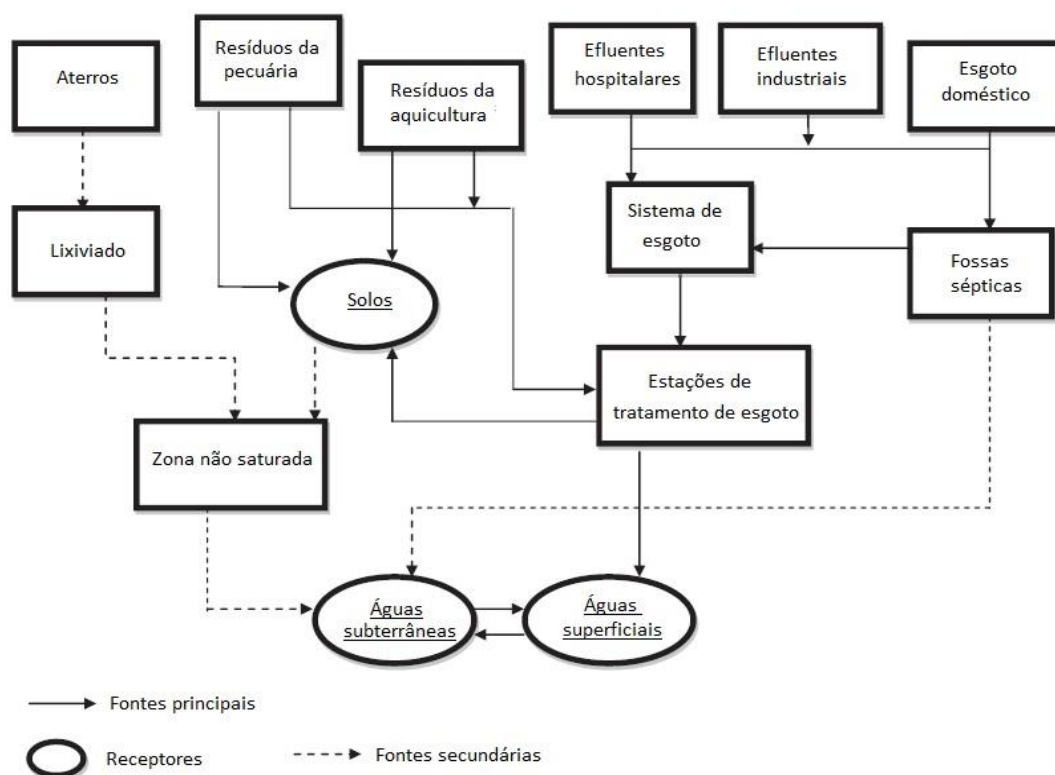 Aterros
Resíduos da
pecuária
Resíduos da
aquicultura
Efluentes
hospitalares
Efluentes
industriais
Esgoto
doméstico
Lixiviado
Sistema de
esgoto
Fossas
sépticas
Solos
Estações de
tratamento de esgoto
Zona não saturada
Águas
subterrâneas
Águas
superficiais
Fontes principais
Receptores
Fontes secundárias